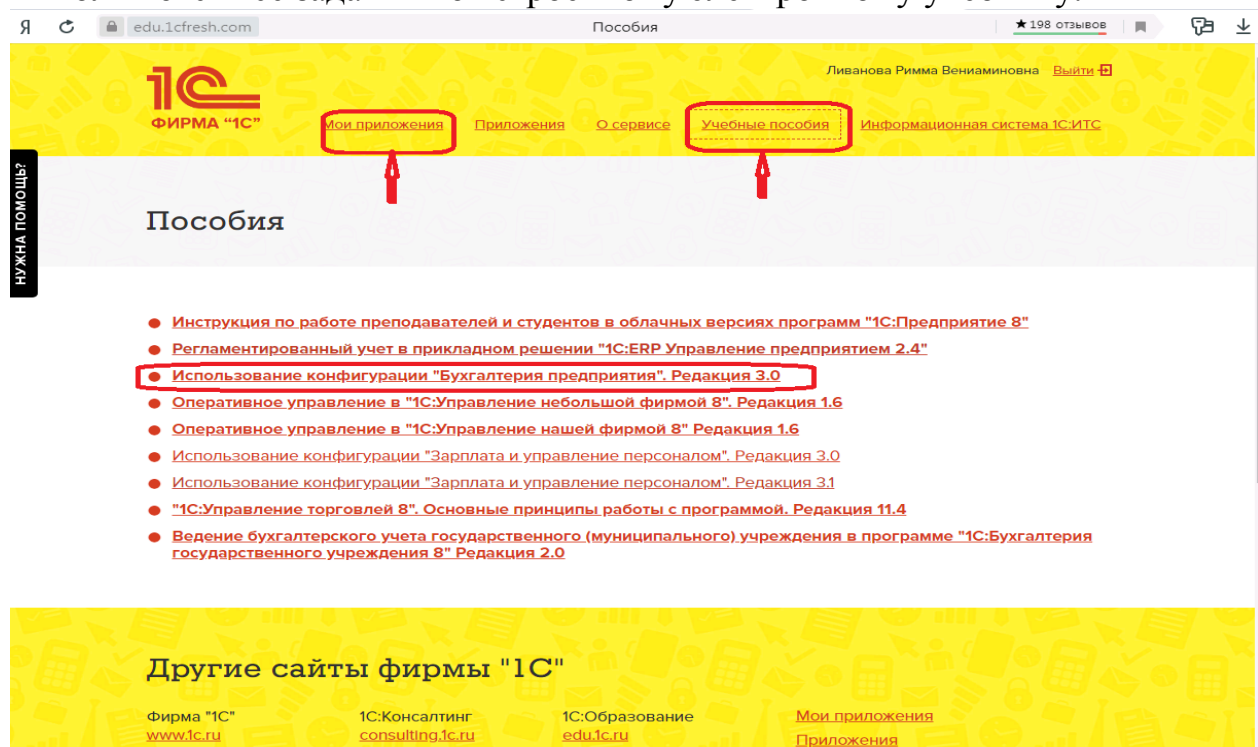 edu.1cfresh.com Пособия ★198 отзывов
Ливанова Римма Вениаминовна Выйти
1С
ФИРМА "1С"
Мои приложения Приложения О сервисе Учебные пособия Информационная система 1С:ИТС
НУЖНА ПОМОЩЬ?
Пособия
Инструкция по работе преподавателей и студентов в облачных версиях программ "1С:Предприятие 8"
Регламентированный учет в прикладном решении "1С:ERP Управление предприятием 2.4"
Использование конфигурации "Бухгалтерия предприятия". Редакция 3.0
Оперативное управление в "1С:Управление небольшой фирмой 8". Редакция 1.6
Оперативное управление в "1С:Управление нашей фирмой 8" Редакция 1.6
Использование конфигурации "Зарплата и управление персоналом". Редакция 3.0
Использование конфигурации "Зарплата и управление персоналом". Редакция 3.1
"1С:Управление торговлей 8". Основные принципы работы с программой. Редакция 11.4
Ведение бухгалтерского учета государственного (муниципального) учреждения в программе "1С:Бухгалтерия
государственного учреждения 8" Редакция 2.0
Другие сайты фирмы "1С"
Фирма "1С" 1С:Консалтинг 1С:Образование Мои приложения
www.1c.ru consulting.1c.ru edu.1c.ru Приложения